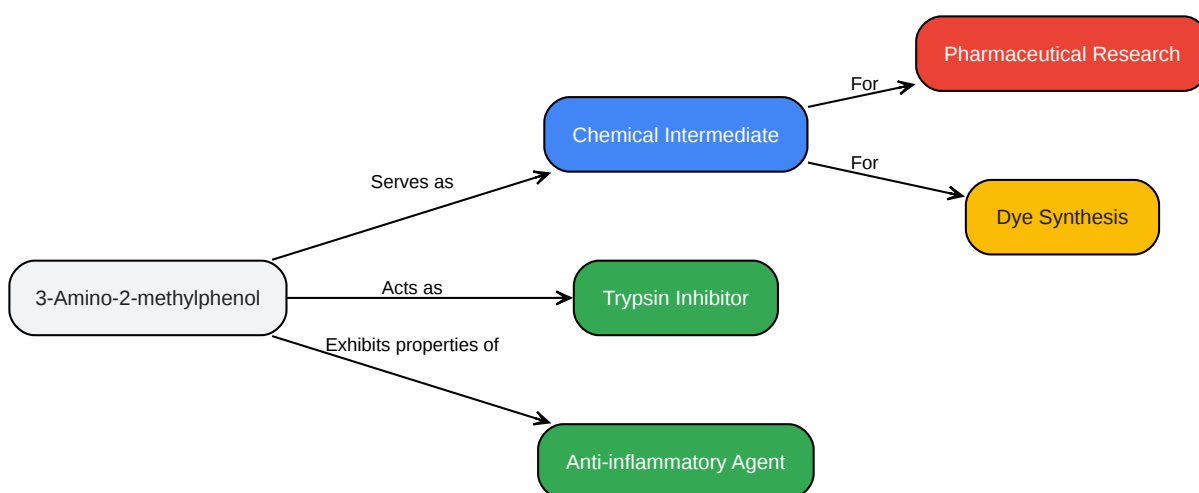 Pharmaceutical Research
For
Chemical Intermediate
For
Serves as
Dye Synthesis
3-Amino-2-methylphenol
Acts as
Trypsin Inhibitor
Exhibits properties of
Anti-inflammatory Agent